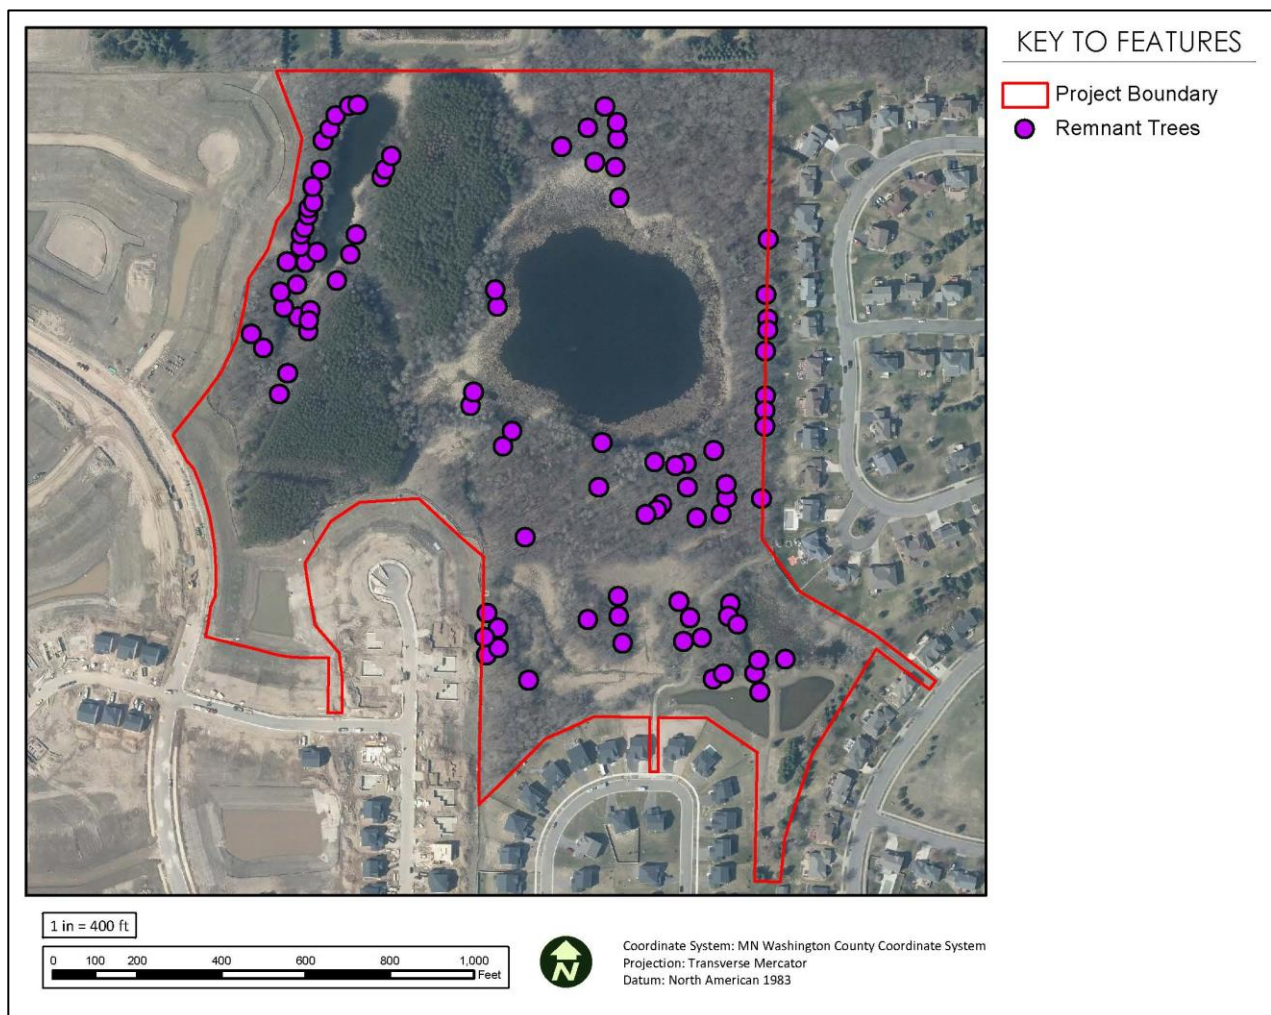 KEY TO FEATURES
Project Boundary
Remnant Trees
1 in = 400 ft
0 100 200 400 600 800 1,000
Feet
N
Coordinate System: MN Washington County Coordinate System
Projection: Transverse Mercator
Datum: North American 1983